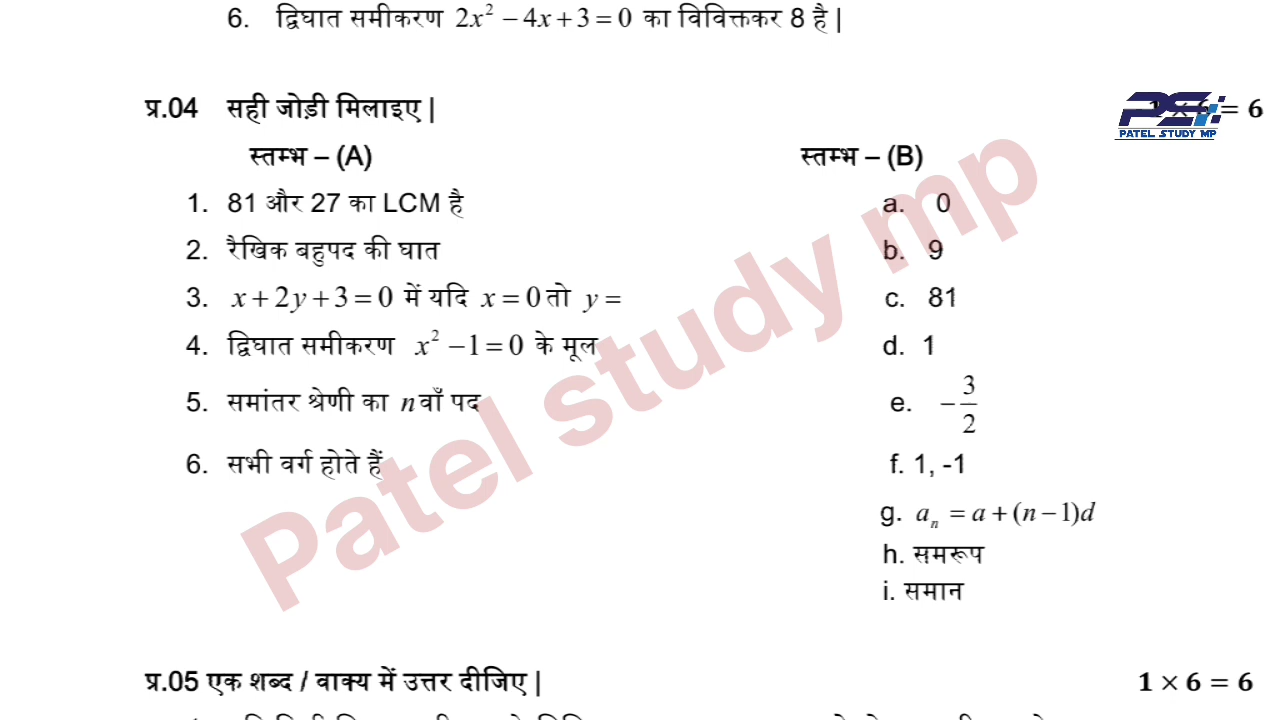 6. द्विघात समीकरण 2x² − 4x + 3 = 0 का विविक्तकर 8 है |
प्र.04 सही जोड़ी मिलाइए | 1 × 6 = 6
PATEL STUDY MP
स्तम्भ – (A) स्तम्भ – (B)
1. 81 और 27 का LCM है a. 0
2. रैखिक बहुपद की घात b. 9
3. x + 2y + 3 = 0 में यदि x = 0 तो y = c. 81
4. द्विघात समीकरण x² − 1 = 0 के मूल d. 1
5. समांतर श्रेणी का n वाँ पद e. −3/2
6. सभी वर्ग होते हैं f. 1, -1
g. aₙ = a + (n − 1)d
h. समरूप
i. समान
Patel study mp
प्र.05 एक शब्द / वाक्य में उत्तर दीजिए | 1 × 6 = 6